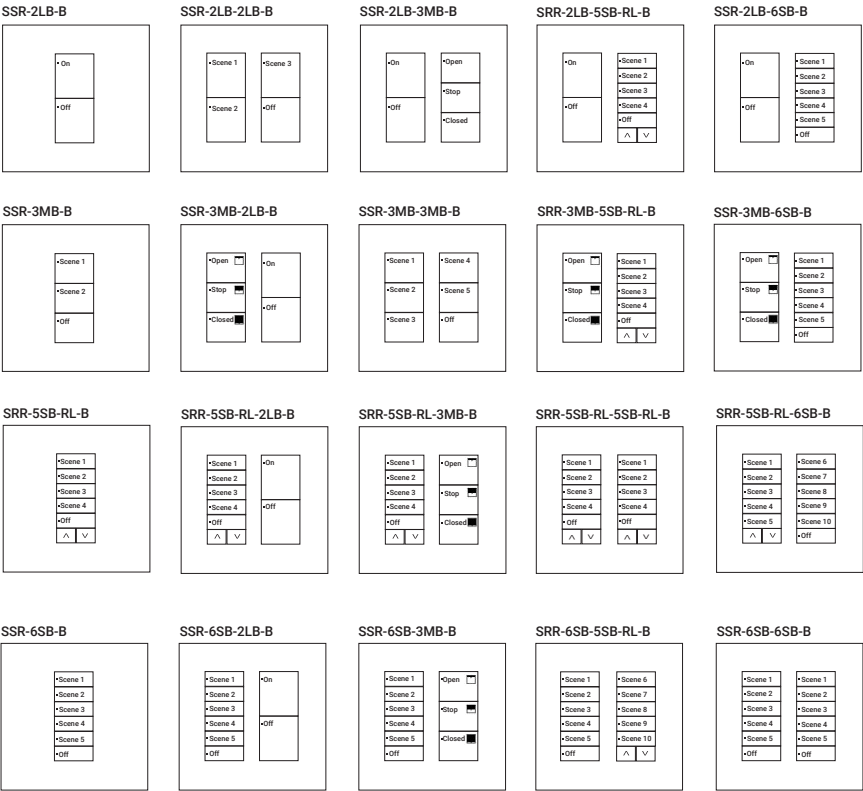 SSR-2LB-B
On
Off
SSR-2LB-2LB-B
Scene 1
Scene 2
Scene 3
Off
SSR-2LB-3MB-B
On
Off
Open
Stop
Closed
SRR-2LB-5SB-RL-B
On
Off
Scene 1
Scene 2
Scene 3
Scene 4
Off
SSR-2LB-6SB-B
On
Off
Scene 1
Scene 2
Scene 3
Scene 4
Scene 5
Off
SSR-3MB-B
Scene 1
Scene 2
Off
SSR-3MB-2LB-B
Open
Stop
Closed
On
Off
SSR-3MB-3MB-B
Scene 1
Scene 2
Scene 3
Scene 4
Scene 5
Off
SRR-3MB-5SB-RL-B
Open
Stop
Closed
Scene 1
Scene 2
Scene 3
Scene 4
Off
SSR-3MB-6SB-B
Open
Stop
Closed
Scene 1
Scene 2
Scene 3
Scene 4
Scene 5
Off
SRR-5SB-RL-B
Scene 1
Scene 2
Scene 3
Scene 4
Off
SRR-5SB-RL-2LB-B
Scene 1
Scene 2
Scene 3
Scene 4
Off
On
Off
SRR-5SB-RL-3MB-B
Scene 1
Scene 2
Scene 3
Scene 4
Off
Open
Stop
Closed
SRR-5SB-RL-5SB-RL-B
Scene 1
Scene 2
Scene 3
Scene 4
Off
Scene 1
Scene 2
Scene 3
Scene 4
Off
SRR-5SB-RL-6SB-B
Scene 1
Scene 2
Scene 3
Scene 4
Scene 5
Scene 6
Scene 7
Scene 8
Scene 9
Scene 10
Off
SSR-6SB-B
Scene 1
Scene 2
Scene 3
Scene 4
Scene 5
Off
SSR-6SB-2LB-B
Scene 1
Scene 2
Scene 3
Scene 4
Scene 5
Off
On
Off
SSR-6SB-3MB-B
Scene 1
Scene 2
Scene 3
Scene 4
Scene 5
Off
Open
Stop
Closed
SRR-6SB-5SB-RL-B
Scene 1
Scene 2
Scene 3
Scene 4
Scene 5
Off
Scene 6
Scene 7
Scene 8
Scene 9
Scene 10
SSR-6SB-6SB-B
Scene 1
Scene 2
Scene 3
Scene 4
Scene 5
Off
Scene 1
Scene 2
Scene 3
Scene 4
Scene 5
Off